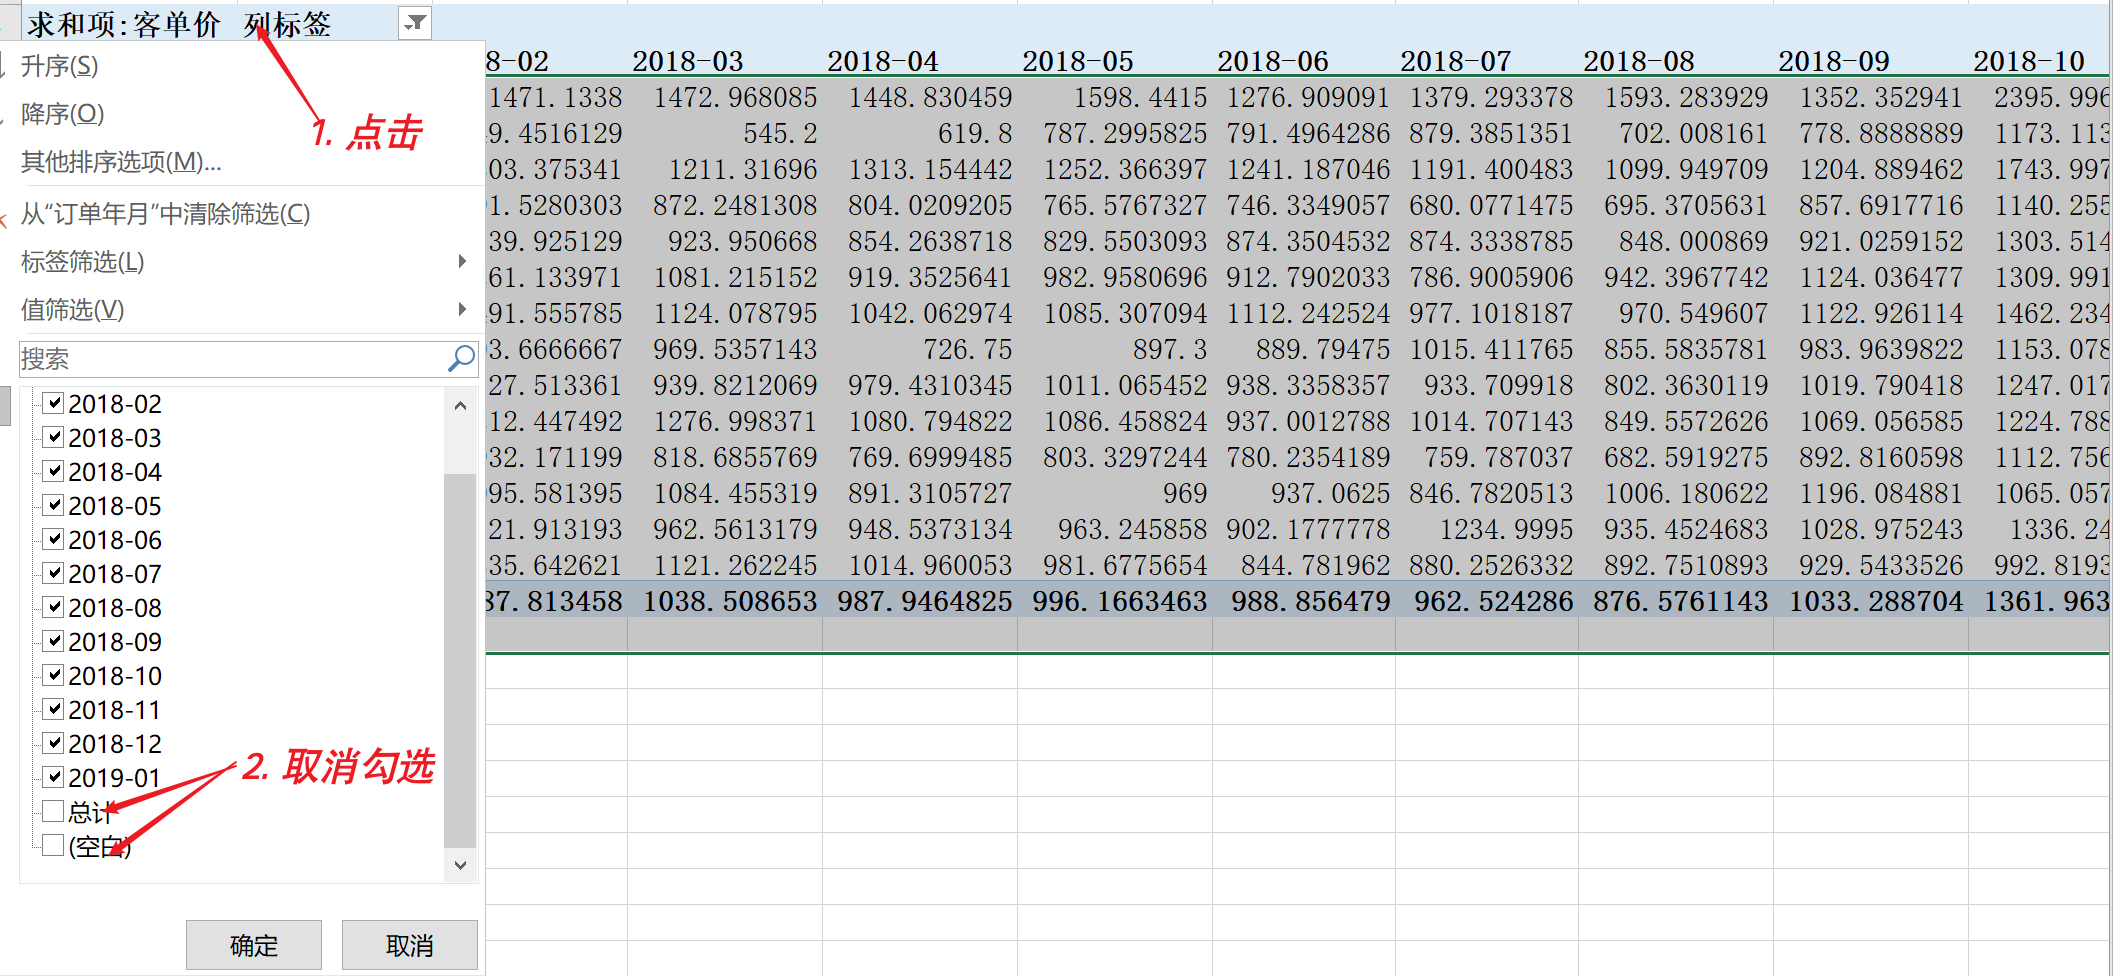 求和项:客单价 列标签
8-02 2018-03 2018-04 2018-05 2018-06 2018-07 2018-08 2018-09 2018-10
升序(S)
降序(O)
其他排序选项(M)...
从“订单年月”中清除筛选(C)
标签筛选(L)
值筛选(V)
搜索
2018-02
2018-03
2018-04
2018-05
2018-06
2018-07
2018-08
2018-09
2018-10
2018-11
2018-12
2019-01
总计
(空白)
确定 取消
1. 点击
2. 取消勾选
1471.1338 1472.968085 1448.830459 1598.4415 1276.909091 1379.293378 1593.283929 1352.352941 2395.996
9.4516129 545.2 619.8 787.2995825 791.4964286 879.3851351 702.008161 778.8888889 1173.113
03.375341 1211.31696 1313.154442 1252.366397 1241.187046 1191.400483 1099.949709 1204.889462 1743.997
1.5280303 872.2481308 804.0209205 765.5767327 746.3349057 680.0771475 695.3705631 857.6917716 1140.255
39.925129 923.950668 854.2638718 829.5503093 874.3504532 874.3338785 848.000869 921.0259152 1303.514
61.133971 1081.215152 919.3525641 982.9580696 912.7902033 786.9005906 942.3967742 1124.036477 1309.991
91.555785 1124.078795 1042.062974 1085.307094 1112.242524 977.1018187 970.549607 1122.926114 1462.234
3.6666667 969.5357143 726.75 897.3 889.79475 1015.411765 855.5835781 983.9639822 1153.078
27.513361 939.8212069 979.4310345 1011.065452 938.3358357 933.709918 802.3630119 1019.790418 1247.017
12.447492 1276.998371 1080.794822 1086.458824 937.0012788 1014.707143 849.5572626 1069.056585 1224.788
32.171199 818.6855769 769.6999485 803.3297244 780.2354189 759.787037 682.5919275 892.8160598 1112.756
95.581395 1084.455319 891.3105727 969 937.0625 846.7820513 1006.180622 1196.084881 1065.057
21.913193 962.5613179 948.5373134 963.245858 902.1777778 1234.9995 935.4524683 1028.975243 1336.24
35.642621 1121.262245 1014.960053 981.6775654 844.781962 880.2526332 892.7510893 929.5433526 992.8193
87.813458 1038.508653 987.9464825 996.1663463 988.856479 962.524286 876.5761143 1033.288704 1361.963